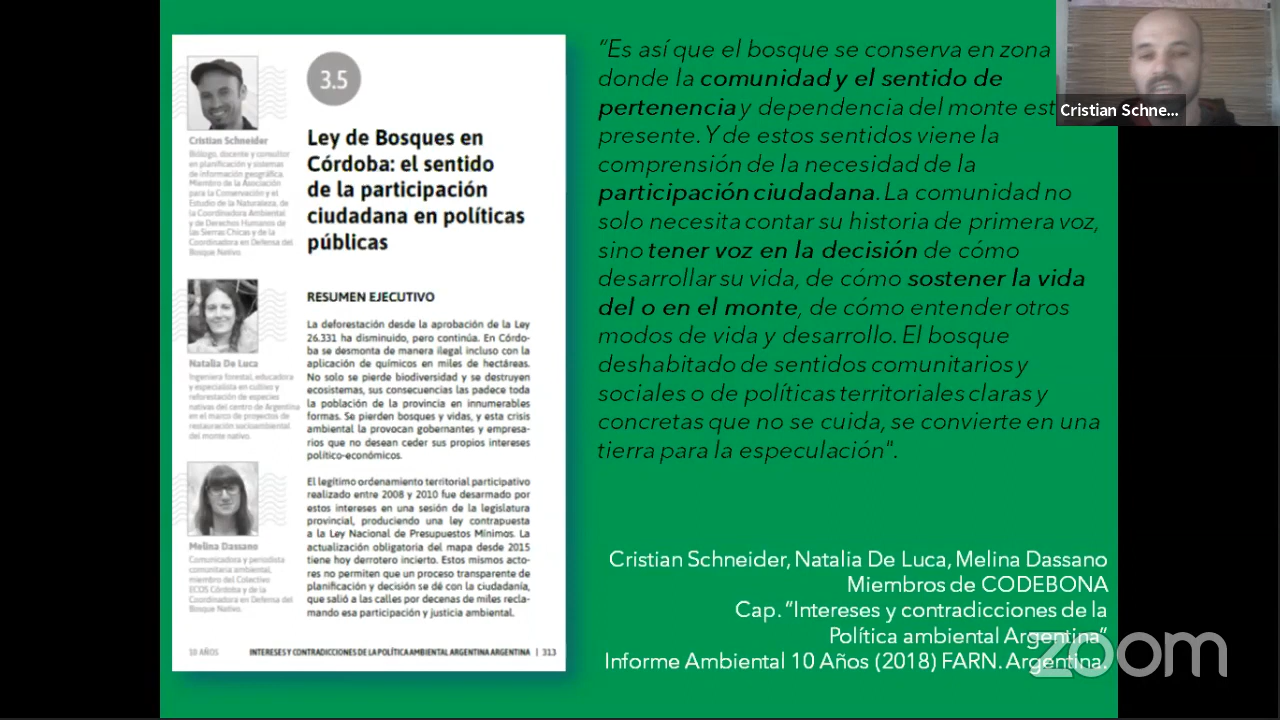 3.5
Ley de Bosques en
Córdoba: el sentido
de la participación
ciudadana en políticas
públicas
Cristian Schneider
Biólogo, docente y consultor
en planificación y sistemas
de información geográfica.
Miembro de la Asociación
para la Conservación y el
Estudio de la Naturaleza, de
la Coordinadora Ambiental
y de Derechos Humanos de
las Sierras Chicas y de la
Coordinadora en Defensa del
Bosque Nativo.
Natalia De Luca
Ingeniera forestal, educadora
y especialista en cultivo y
reforestación de especies
nativas del centro de Argentina
en el marco de proyectos de
restauración socioambiental
del monte nativo.
Melina Dassano
Comunicadora y periodista
comunitaria ambiental,
miembro del Colectivo
ECOS Córdoba y de la
Coordinadora en Defensa del
Bosque Nativo.
RESUMEN EJECUTIVO
La deforestación desde la aprobación de la Ley
26.331 ha disminuido, pero continúa. En Córdo-
ba se desmonta de manera ilegal incluso con la
aplicación de químicos en miles de hectáreas.
No solo se pierde biodiversidad y se destruyen
ecosistemas, sus consecuencias las padece toda
la población de la provincia en innumerables
formas. Se pierden bosques y vidas, y esta crisis
ambiental la provocan gobernantes y empresa-
rios que no desean ceder sus propios intereses
político-económicos.
El legítimo ordenamiento territorial participativo
realizado entre 2008 y 2010 fue desarmado por
estos intereses en una sesión de la legislatura
provincial, produciendo una ley contrapuesta
a la Ley Nacional de Presupuestos Mínimos. La
actualización obligatoria del mapa desde 2015
tiene hoy derrotero incierto. Estos mismos acto-
res no permiten que un proceso transparente de
planificación y decisión se dé con la ciudadanía,
que salió a las calles por decenas de miles recla-
mando esa participación y justicia ambiental.
10 AÑOS INTERESES Y CONTRADICCIONES DE LA POLÍTICA AMBIENTAL ARGENTINA ARGENTINA | 313
“Es así que el bosque se conserva en zona
donde la comunidad y el sentido de
pertenencia y dependencia del monte est
presente. Y de estos sentidos viene la
comprensión de la necesidad de la
participación ciudadana. La comunidad no
solo necesita contar su historia de primera voz,
sino tener voz en la decisión de cómo
desarrollar su vida, de cómo sostener la vida
del o en el monte, de cómo entender otros
modos de vida y desarrollo. El bosque
deshabitado de sentidos comunitarios y
sociales o de políticas territoriales claras y
concretas que no se cuida, se convierte en una
tierra para la especulación".
Cristian Schneider, Natalia De Luca, Melina Dassano
Miembros de CODEBONA
Cap. “Intereses y contradicciones de la
Política ambiental Argentina”
Informe Ambiental 10 Años (2018) FARN. Argentina.
Cristian Schne...
zoom